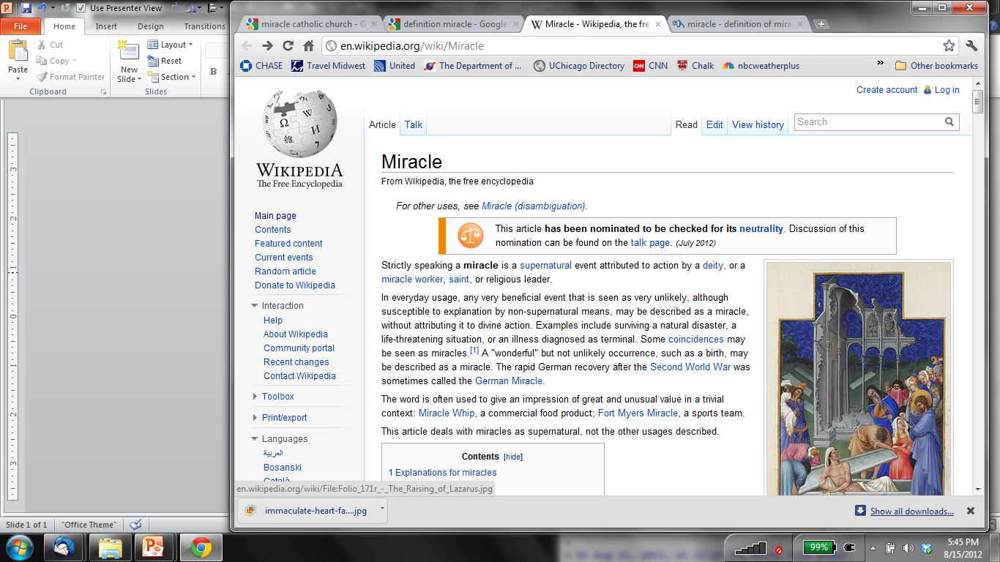 Use Presenter View
File
Home
Insert
Design
Transitions
Paste
Cut
Copy
Format Painter
Clipboard
New
Slide
Layout
Reset
Section
Slides
B
miracle catholic church - G
definition miracle - Google
Miracle - Wikipedia, the fre
miracle - definition of mira
en.wikipedia.org/wiki/Miracle
CHASE
Travel Midwest
United
The Department of ...
UChicago Directory
CNN
Chalk
nbcweatherplus
»
Other bookmarks
Create account
Log in
WIKIPEDIA
The Free Encyclopedia
Article
Talk
Read
Edit
View history
Search
Miracle
From Wikipedia, the free encyclopedia
For other uses, see Miracle (disambiguation).
This article has been nominated to be checked for its neutrality. Discussion of this
nomination can be found on the talk page. (July 2012)
Strictly speaking a miracle is a supernatural event attributed to action by a deity, or a
miracle worker, saint, or religious leader.
In everyday usage, any very beneficial event that is seen as very unlikely, although
susceptible to explanation by non-supernatural means, may be described as a miracle,
without attributing it to divine action. Examples include surviving a natural disaster, a
life-threatening situation, or an illness diagnosed as terminal. Some coincidences may
be seen as miracles.[1] A "wonderful" but not unlikely occurrence, such as a birth, may
be described as a miracle. The rapid German recovery after the Second World War was
sometimes called the German Miracle.
The word is often used to give an impression of great and unusual value in a trivial
context: Miracle Whip, a commercial food product; Fort Myers Miracle, a sports team.
This article deals with miracles as supernatural, not the other usages described.
Contents [hide]
1 Explanations for miracles
Main page
Contents
Featured content
Current events
Random article
Donate to Wikipedia
Interaction
Help
About Wikipedia
Community portal
Recent changes
Contact Wikipedia
Toolbox
Print/export
Languages
العربية
Bosanski
Català
en.wikipedia.org/wiki/File:Folio_171r_-_The_Raising_of_Lazarus.jpg
immaculate-heart-fa....jpg
Show all downloads...
3
2
1
0
1
2
3
Slide 1 of 1
"Office Theme"
99%
5:45 PM
8/15/2012